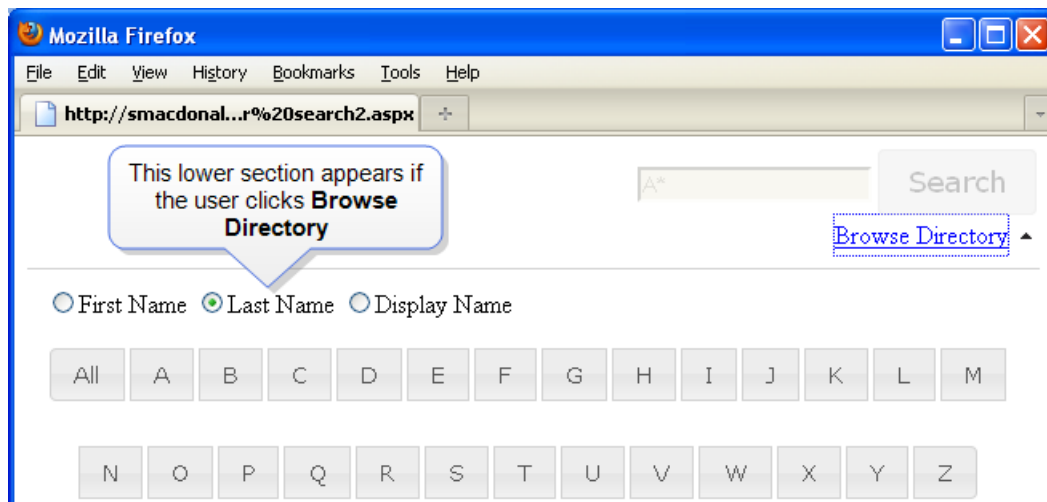 Mozilla Firefox
File Edit View History Bookmarks Tools Help
http://smacdonal...r%20search2.aspx
This lower section appears if
the user clicks Browse
Directory
A* Search
Browse Directory
First Name Last Name Display Name
All A B C D E F G H I J K L M
N O P Q R S T U V W X Y Z